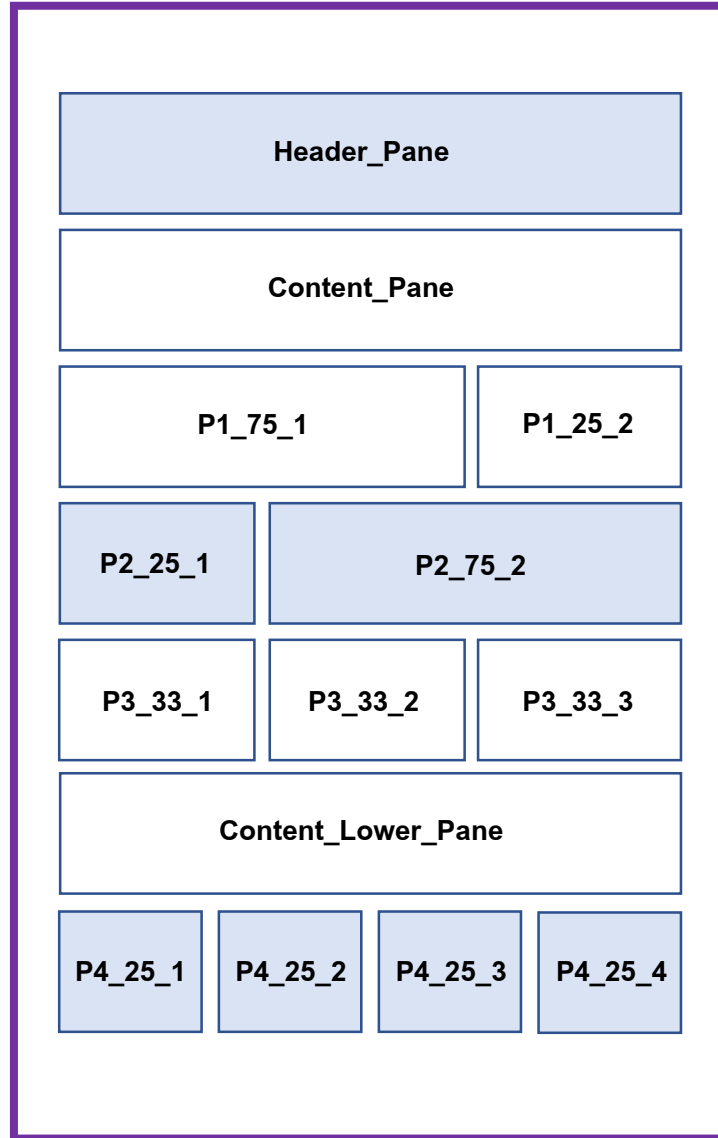 Header_Pane
Content_Pane
P1_75_1
P1_25_2
P2_25_1
P2_75_2
P3_33_1
P3_33_2
P3_33_3
Content_Lower_Pane
P4_25_1
P4_25_2
P4_25_3
P4_25_4